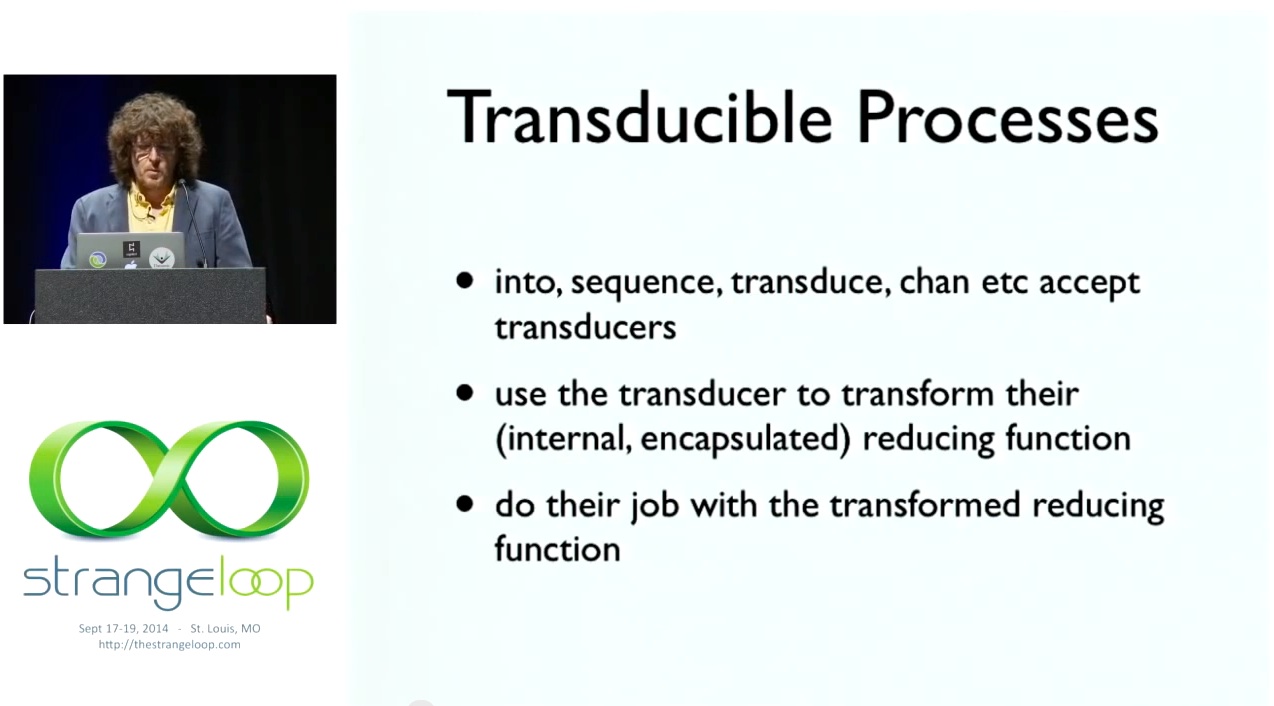 Transducible Processes
• into, sequence, transduce, chan etc accept
transducers
• use the transducer to transform their
(internal, encapsulated) reducing function
• do their job with the transformed reducing
function
strangeloop
Sept 17-19, 2014 - St. Louis, MO
http://thestrangeloop.com